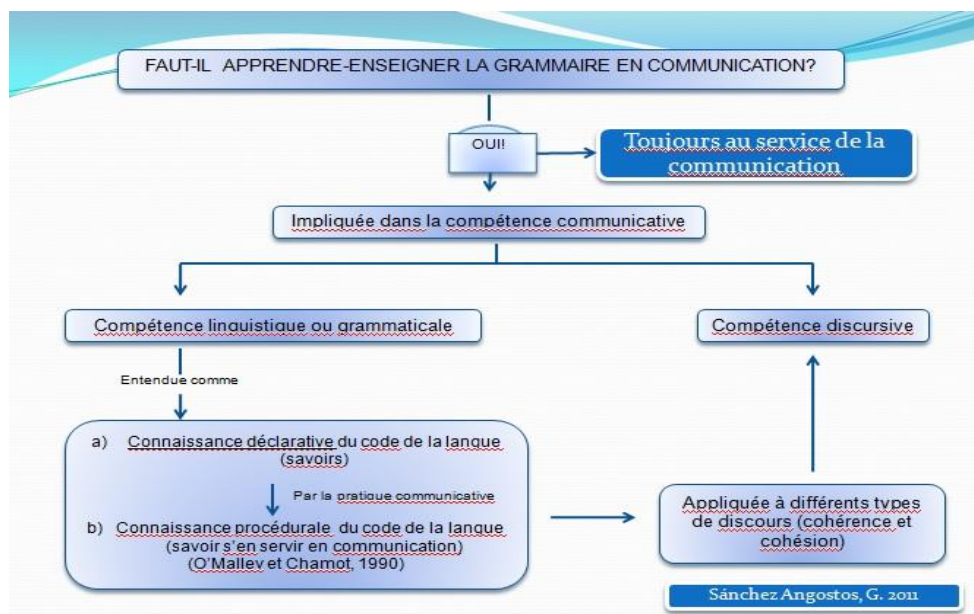 FAUT-IL APPRENDRE-ENSEIGNER LA GRAMMAIRE EN COMMUNICATION?
OUI!
Toujours au service de la
communication
Impliquée dans la compétence communicative
Compétence linguistique ou grammaticale
Compétence discursive
Entendue comme
a) Connaissance déclarative du code de la langue
(savoirs)
Par la pratique communicative
b) Connaissance procédurale du code de la langue
(savoir s'en servir en communication)
(O'Malley et Chamot, 1990)
Appliquée à différents types
de discours (cohérence et
cohésion)
Sánchez Angostos, G. 2011